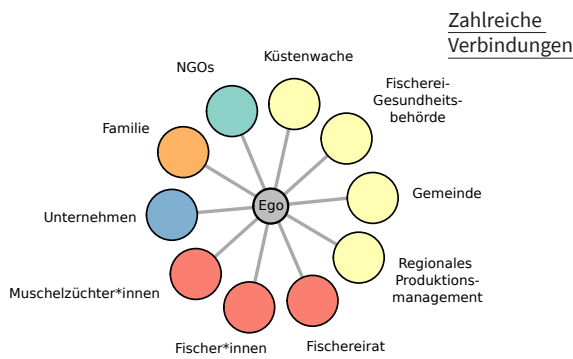 Zahlreiche
Verbindungen
Küstenwache
NGOs
Fischerei-
Gesundheits-
behörde
Familie
Gemeinde
Ego
Unternehmen
Regionales
Produktions-
management
Muschelzüchter*innen
Fischer*innen
Fischereirat